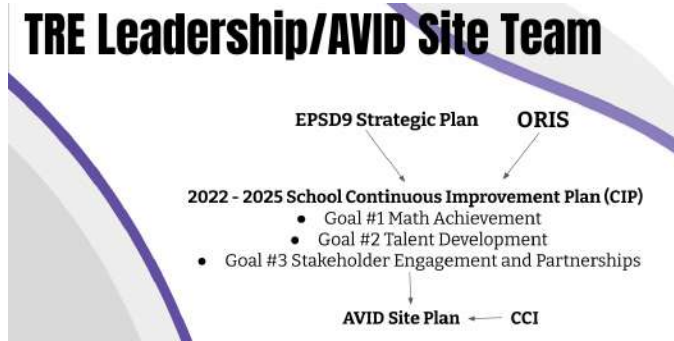 TRE Leadership/AVID Site Team
EPSD9 Strategic Plan ORIS
2022 - 2025 School Continuous Improvement Plan (CIP)
● Goal #1 Math Achievement
● Goal #2 Talent Development
● Goal #3 Stakeholder Engagement and Partnerships
AVID Site Plan CCI